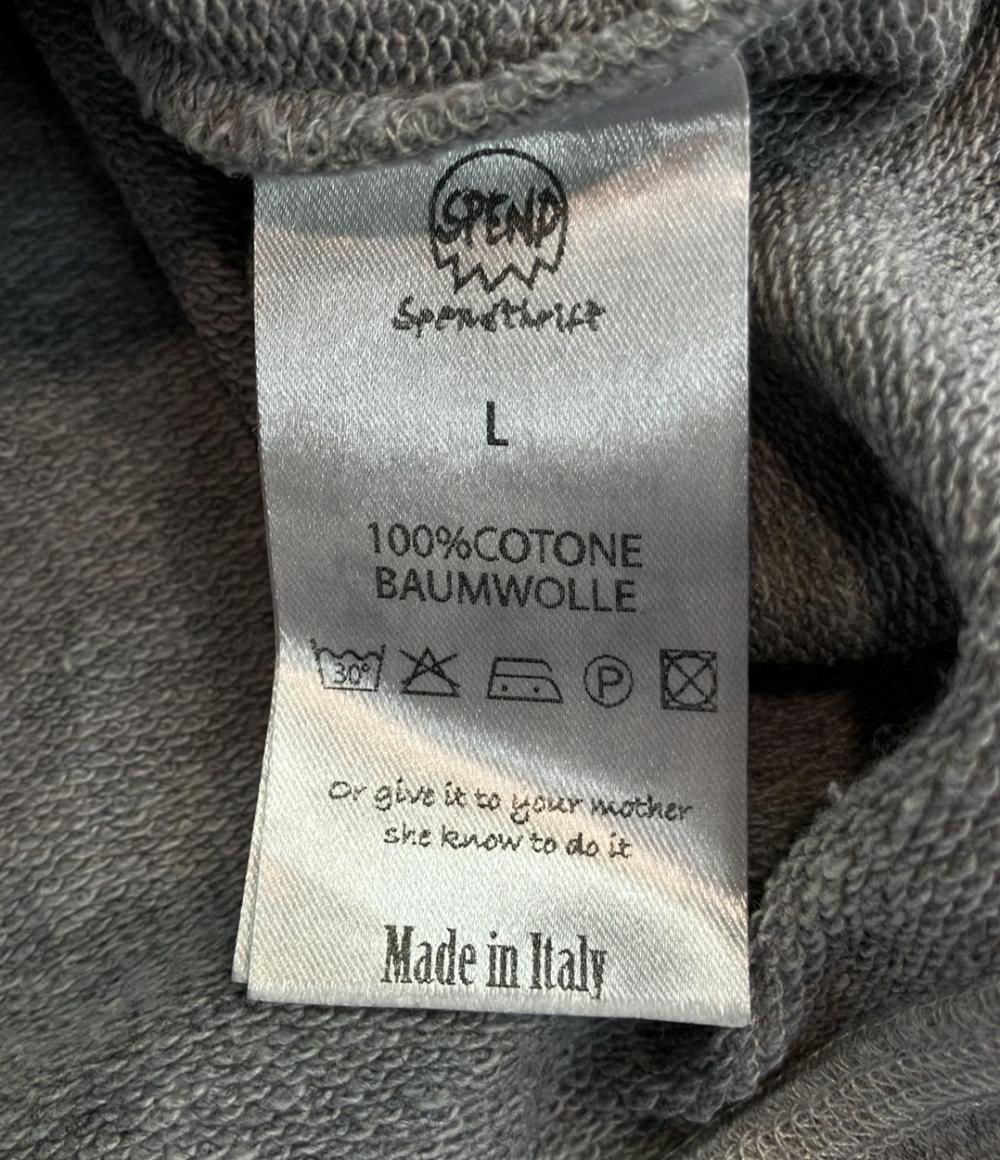 SPEND
Spendthrift
L
100%COTONE
BAUMWOLLE
30°
P
Or give it to your mother
she know to do it
Made in Italy